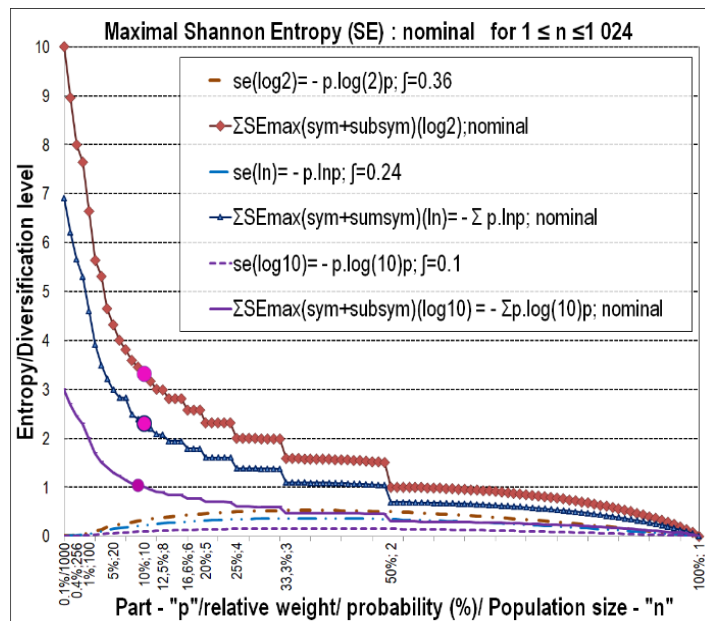 Maximal Shannon Entropy (SE) : nominal for 1 ≤ n ≤1 024
10
9
8
7
6
5
4
3
2
1
0
Entropy/Diversification level
se(log2)= - p.log(2)p; ∫=0.36
ΣSEmax(sym+subsym)(log2);nominal
se(ln)= - p.lnp; ∫=0.24
ΣSEmax(sym+sumsym)(ln)= - Σ p.lnp; nominal
se(log10)= - p.log(10)p; ∫=0.1
ΣSEmax(sym+subsym)(log10) = - Σp.log(10)p; nominal
0.1%/1000
0.4%;256
1%;100
5%;20
10%;10
12,5%:8
16,6%;6
20%;5
25%:4
33,3%:3
50%: 2
100%: 1
Part - "p"/relative weight/ probability (%)/ Population size - "n"